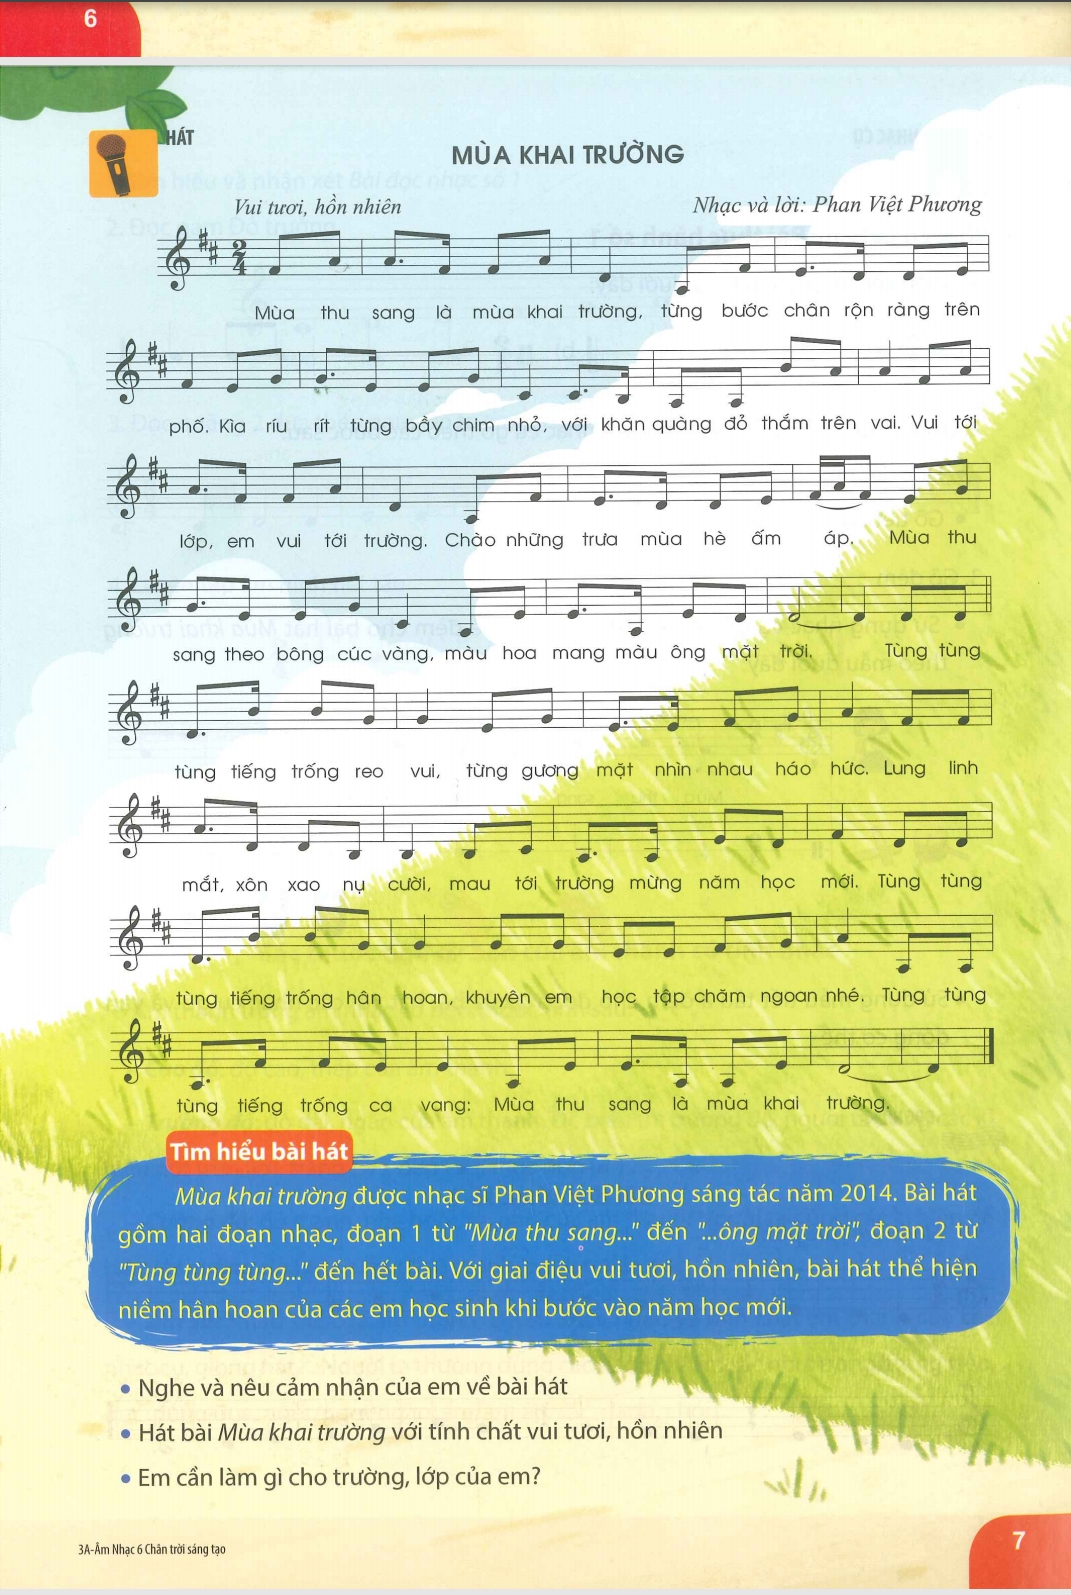 6
HÁT
MÙA KHAI TRƯỜNG
Vui tươi, hồn nhiên
Nhạc và lời: Phan Việt Phương
2
4
Mùa thu sang là mùa khai trường, từng bước chân rộn ràng trên
phố. Kìa ríu rít từng bầy chim nhỏ, với khăn quàng đỏ thắm trên vai. Vui tới
lớp, em vui tới trường. Chào những trưa mùa hè ấm áp. Mùa thu
sang theo bông cúc vàng, màu hoa mang màu ông mặt trời. Tùng tùng
tùng tiếng trống reo vui, từng gương mặt nhìn nhau háo hức. Lung linh
mắt, xôn xao nụ cười, mau tới trường mừng năm học mới. Tùng tùng
tùng tiếng trống hân hoan, khuyên em học tập chăm ngoan nhé. Tùng tùng
tùng tiếng trống ca vang: Mùa thu sang là mùa khai trường.
Tìm hiểu bài hát
Mùa khai trường được nhạc sĩ Phan Việt Phương sáng tác năm 2014. Bài hát
gồm hai đoạn nhạc, đoạn 1 từ "Mùa thu sang..." đến "...ông mặt trời", đoạn 2 từ
"Tùng tùng tùng..." đến hết bài. Với giai điệu vui tươi, hồn nhiên, bài hát thể hiện
niềm hân hoan của các em học sinh khi bước vào năm học mới.
• Nghe và nêu cảm nhận của em về bài hát
• Hát bài Mùa khai trường với tính chất vui tươi, hồn nhiên
• Em cần làm gì cho trường, lớp của em?
3A-Âm Nhạc 6 Chân trời sáng tạo
7